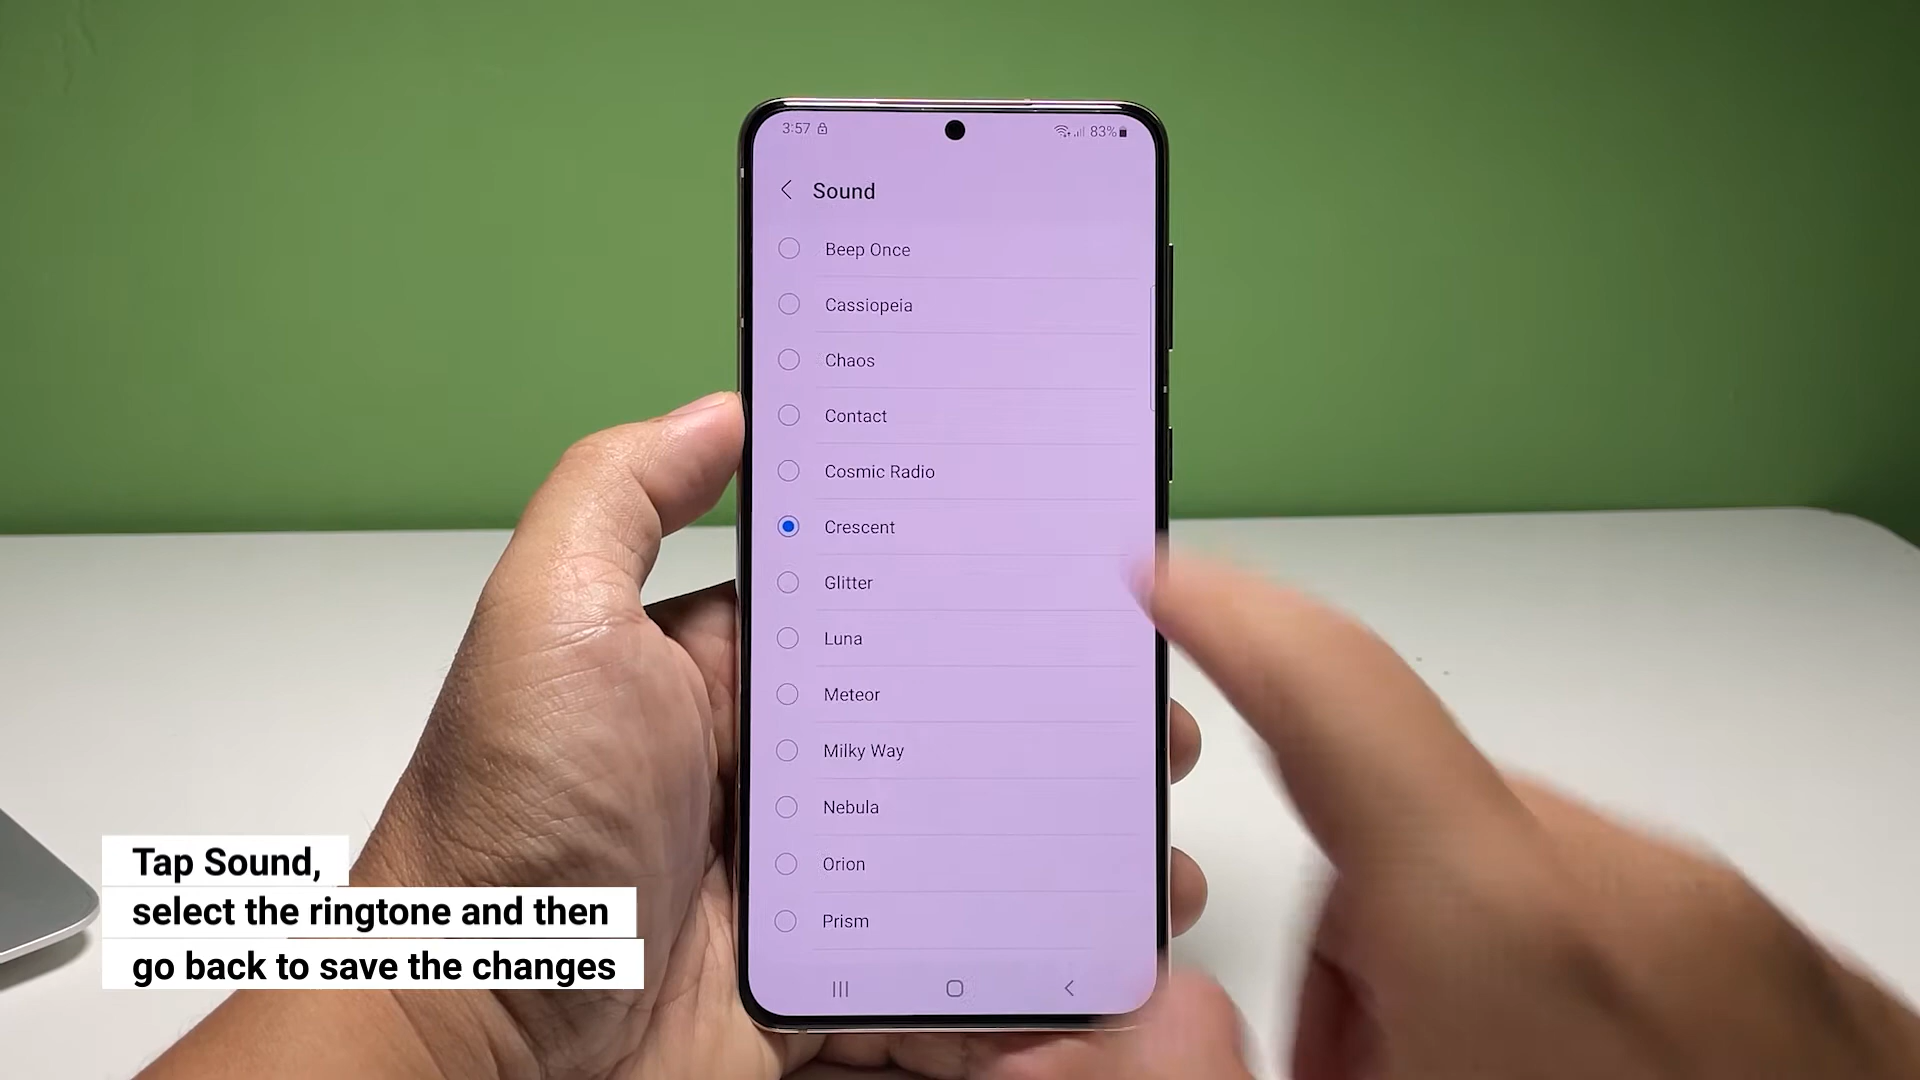 3:57
83%
Sound
Beep Once
Cassiopeia
Chaos
Contact
Cosmic Radio
Crescent
Glitter
Luna
Meteor
Milky Way
Nebula
Orion
Prism
Tap Sound,
select the ringtone and then
go back to save the changes